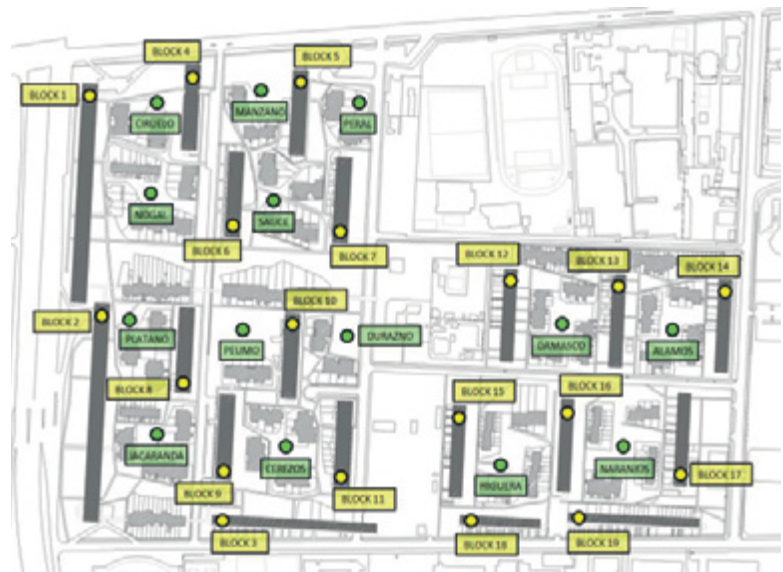 BLOCK 4
BLOCK 5
BLOCK 1
CIRUELO
MANZANO
PERAL
NOGAL
SAUCE
BLOCK 6
BLOCK 7
BLOCK 12
BLOCK 13
BLOCK 14
BLOCK 2
BLOCK 10
PLATANO
PEUMO
DURAZNO
DAMASCO
ALAMOS
BLOCK 8
BLOCK 15
BLOCK 16
JACARANDA
CEREZOS
HIGUERA
NARANJOS
BLOCK 17
BLOCK 9
BLOCK 11
BLOCK 3
BLOCK 18
BLOCK 19